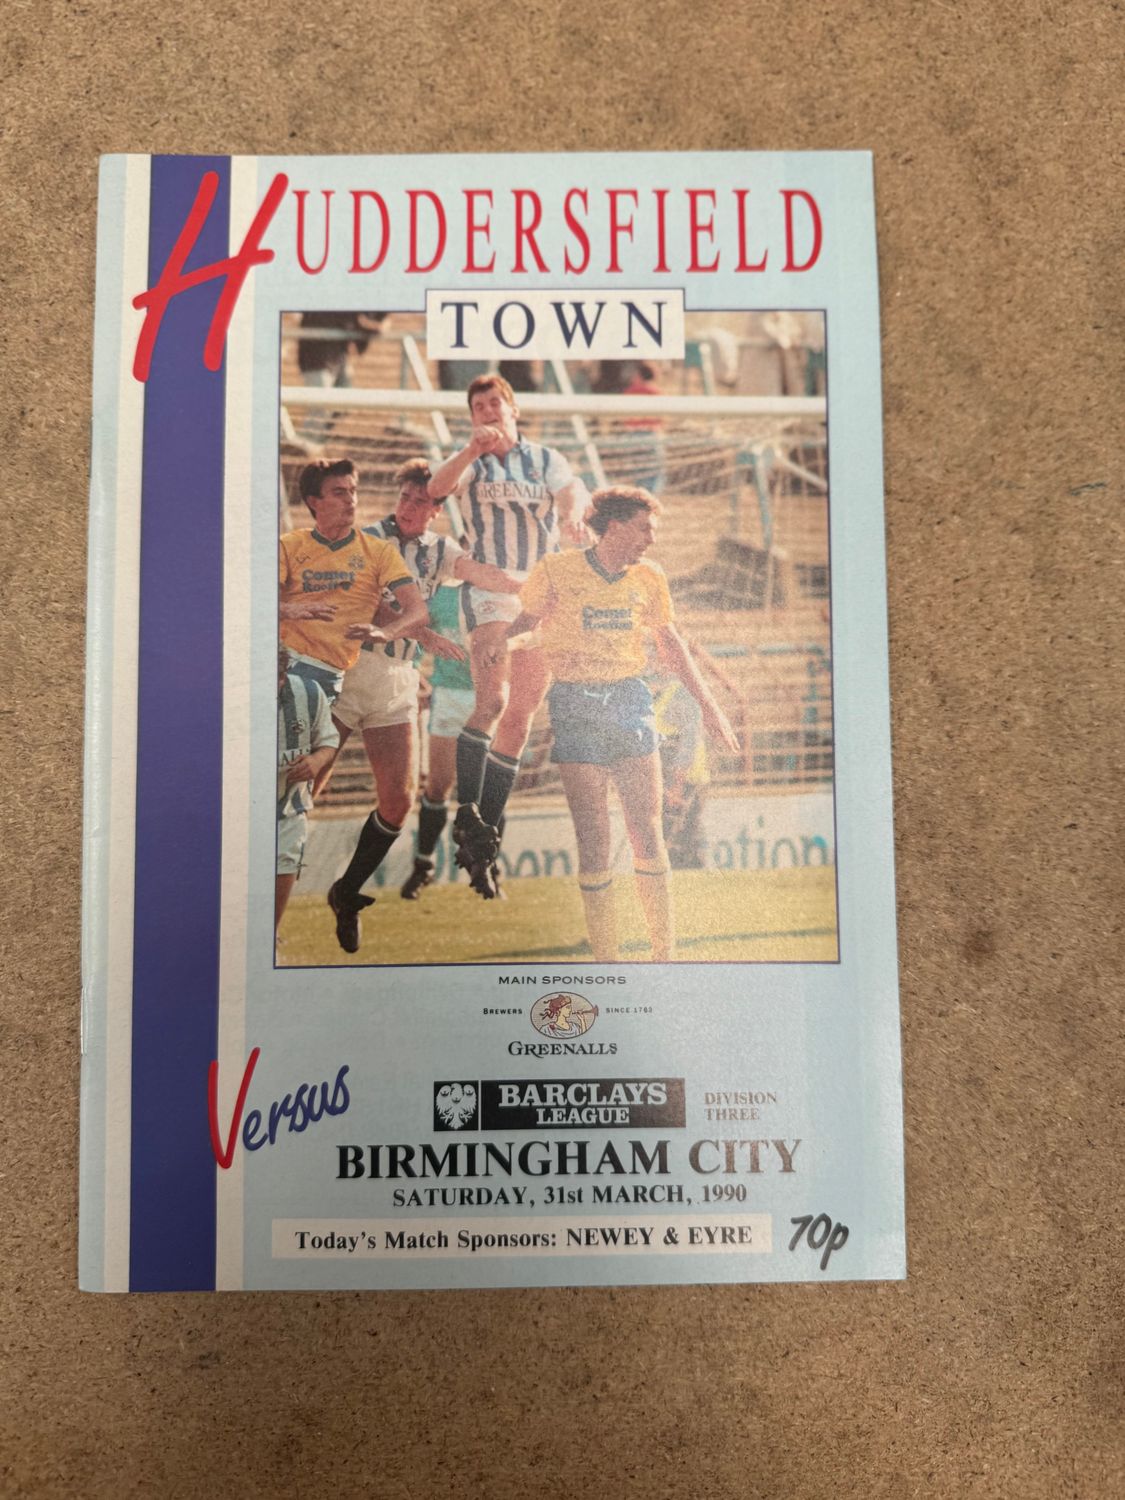 HUDDERSFIELD
TOWN
GREENALLS
Comet
Comet
MAIN SPONSORS
BREWERS SINCE 1762
GREENALLS
Versus
BARCLAYS
LEAGUE
DIVISION
THREE
BIRMINGHAM CITY
SATURDAY, 31st MARCH, 1990
Today's Match Sponsors: NEWEY & EYRE
70p